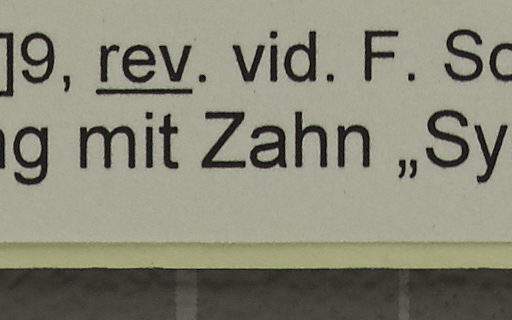 ]9, rev. vid. F. Sc
ng mit Zahn „Sy